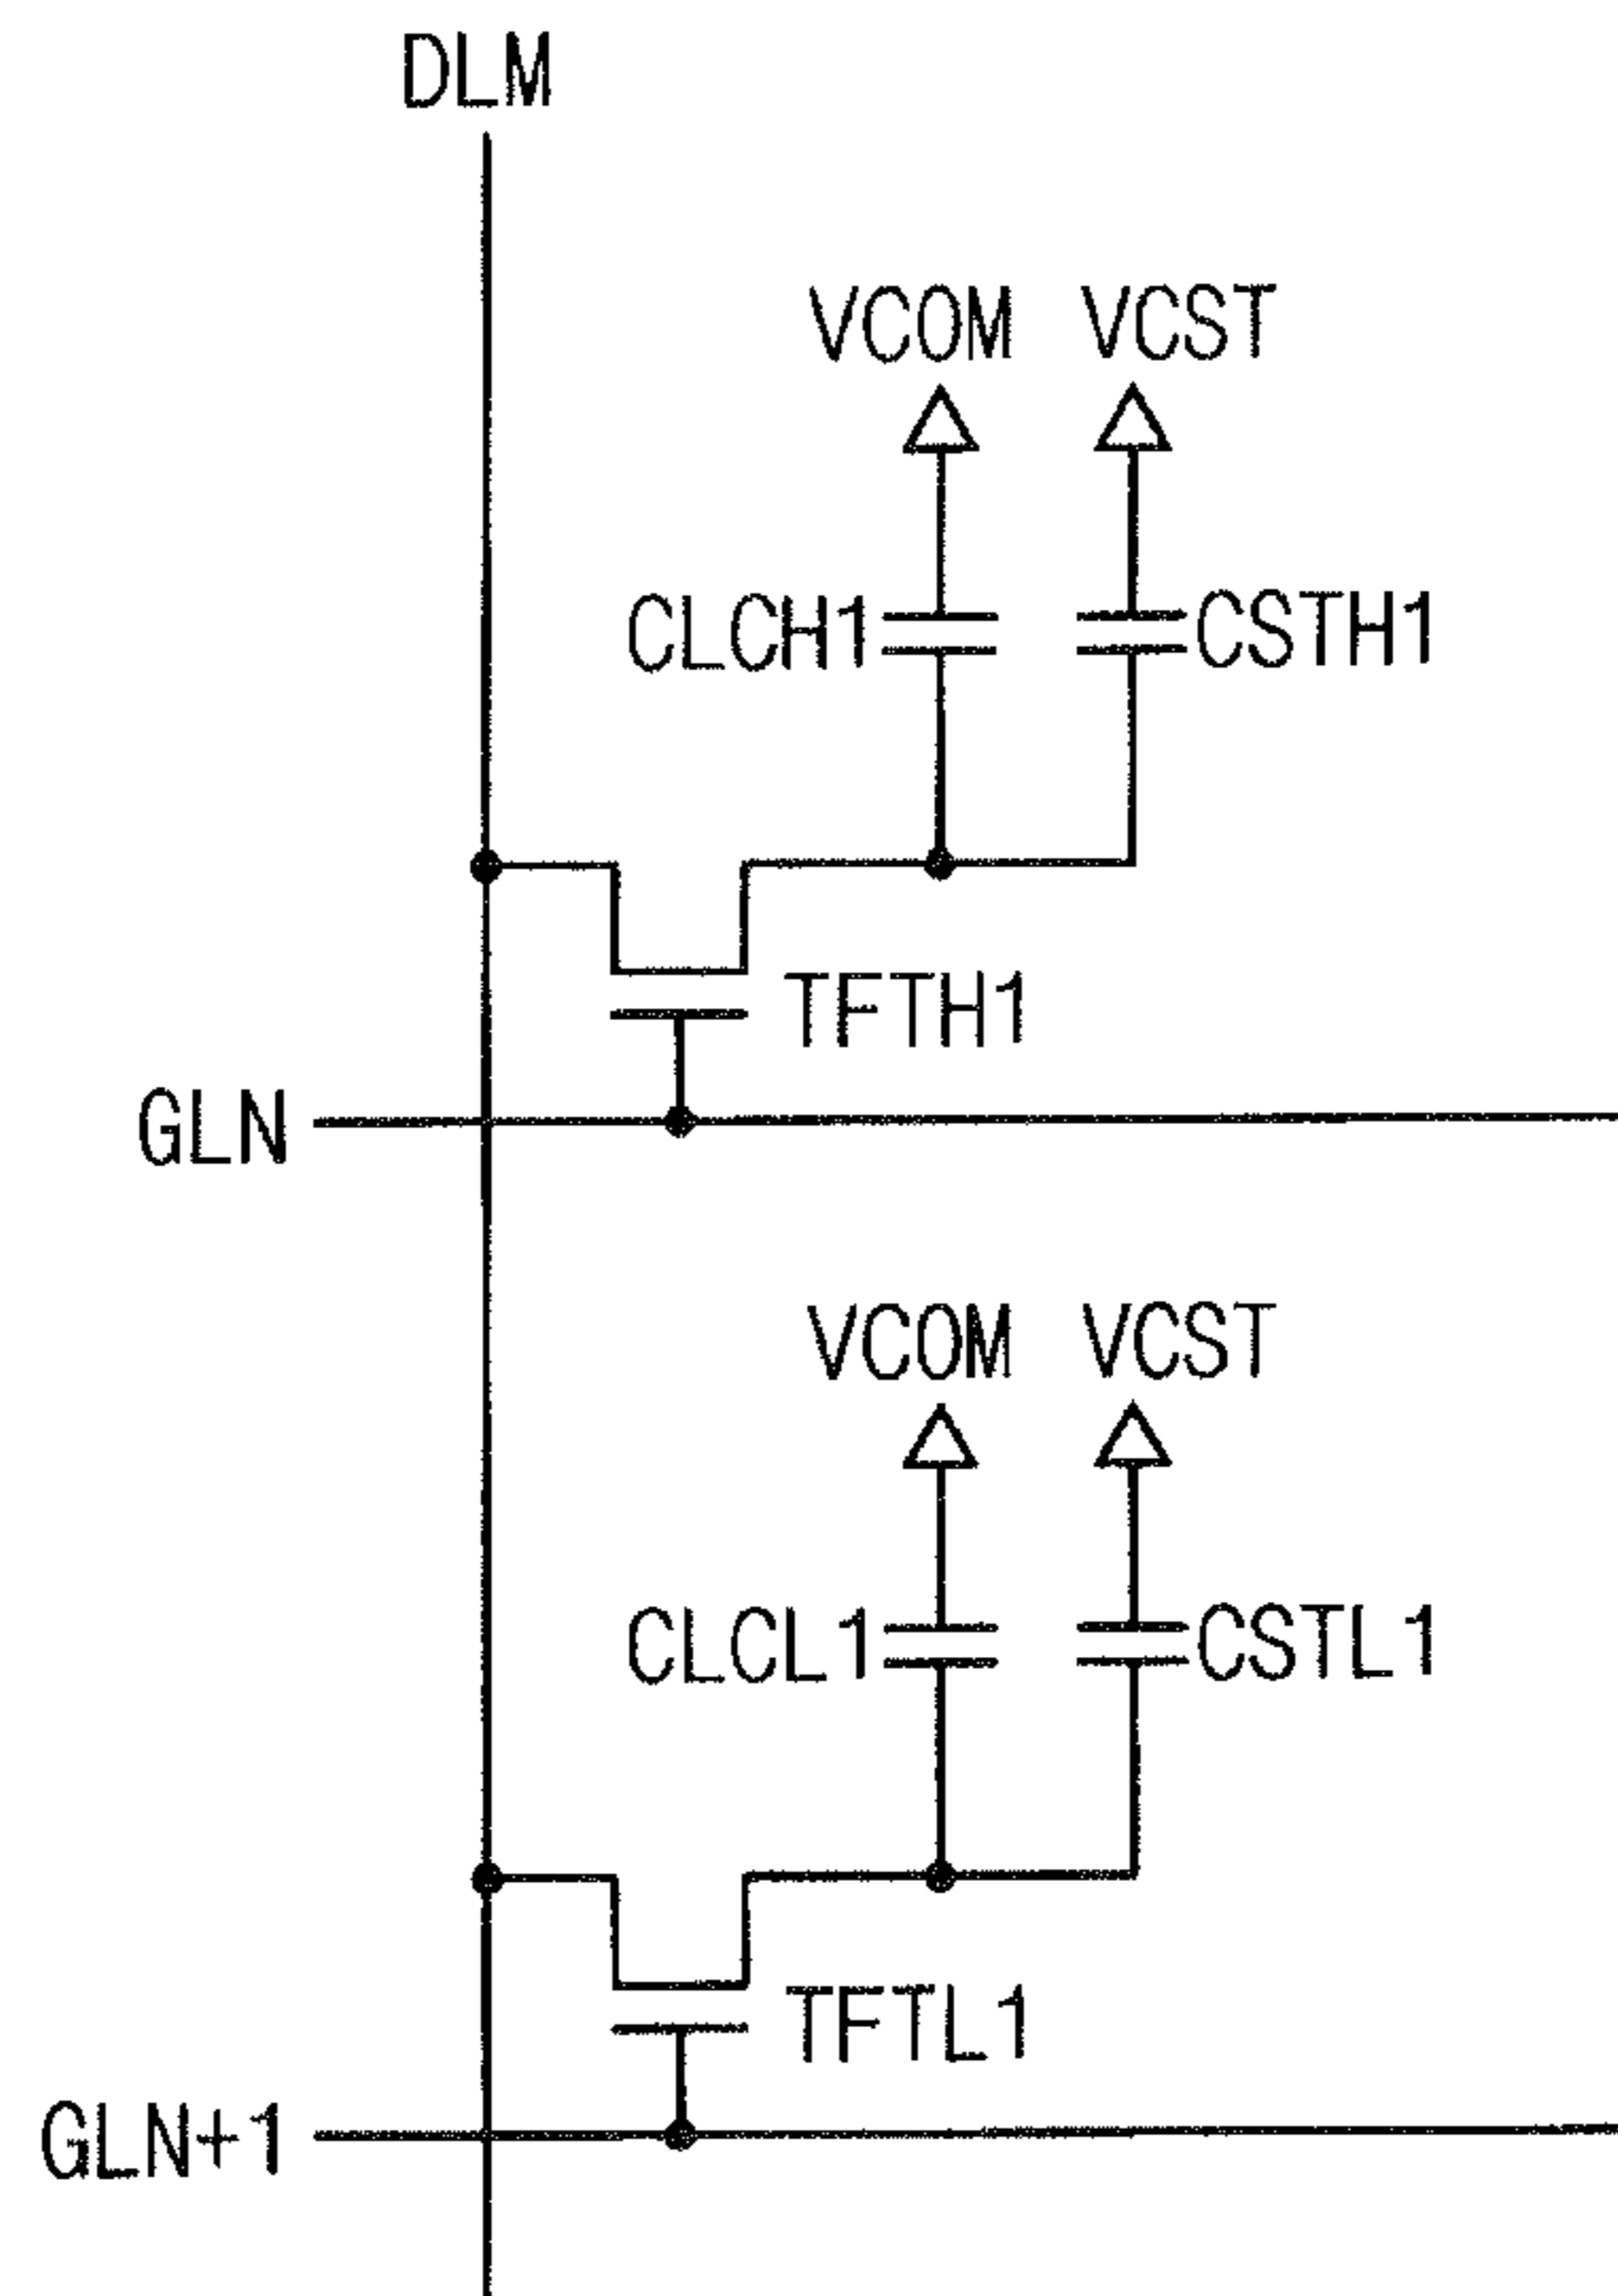 DLM
VCOM VCST
CLCH1 CSTH1
TFTH1
GLN
VCOM VCST
CLCL1 CSTL1
TFTL1
GLN+1